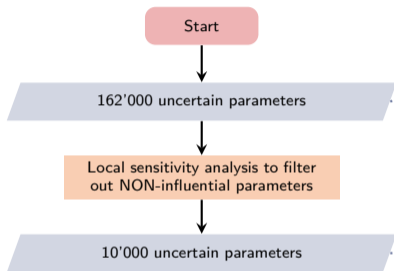 Start
162'000 uncertain parameters
Local sensitivity analysis to filter
out NON-influential parameters
10'000 uncertain parameters